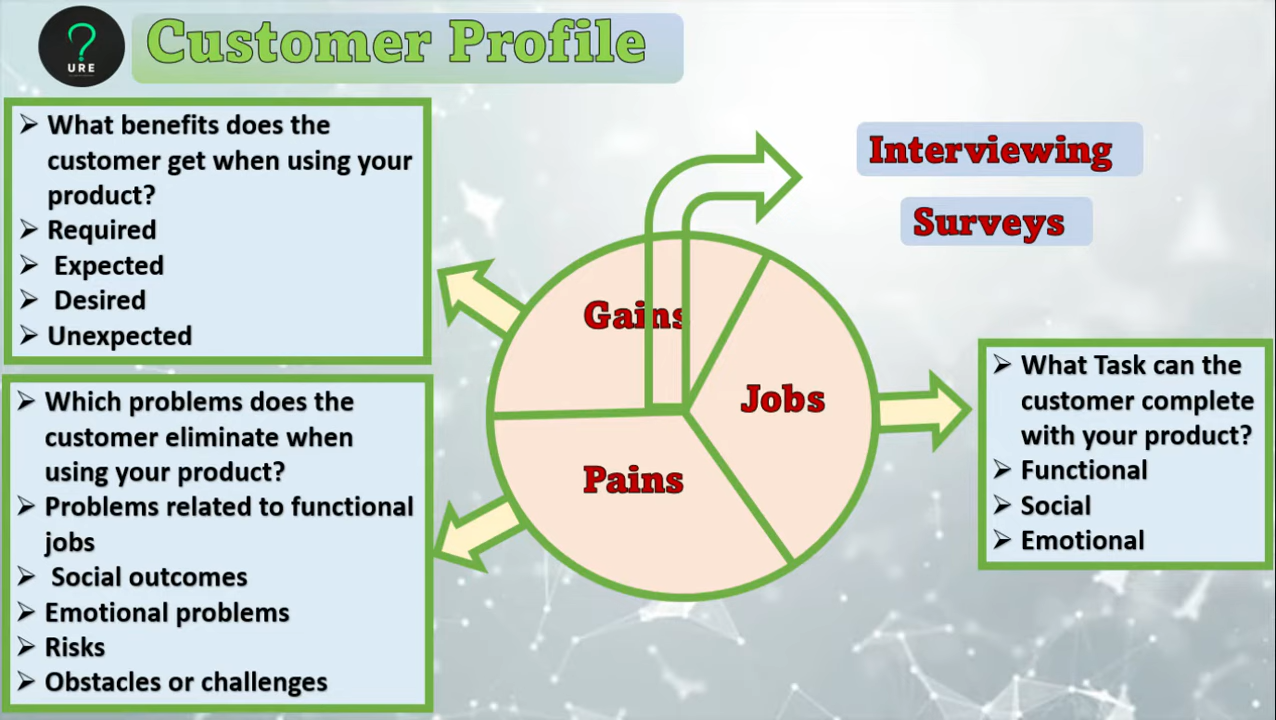 ?
URE
Customer Profile
➢ What benefits does the
customer get when using your
product?
➢ Required
➢ Expected
➢ Desired
➢ Unexpected
➢ Which problems does the
customer eliminate when
using your product?
➢ Problems related to functional
jobs
➢ Social outcomes
➢ Emotional problems
➢ Risks
➢ Obstacles or challenges
Gains
Jobs
Pains
Interviewing
Surveys
➢ What Task can the
customer complete
with your product?
➢ Functional
➢ Social
➢ Emotional